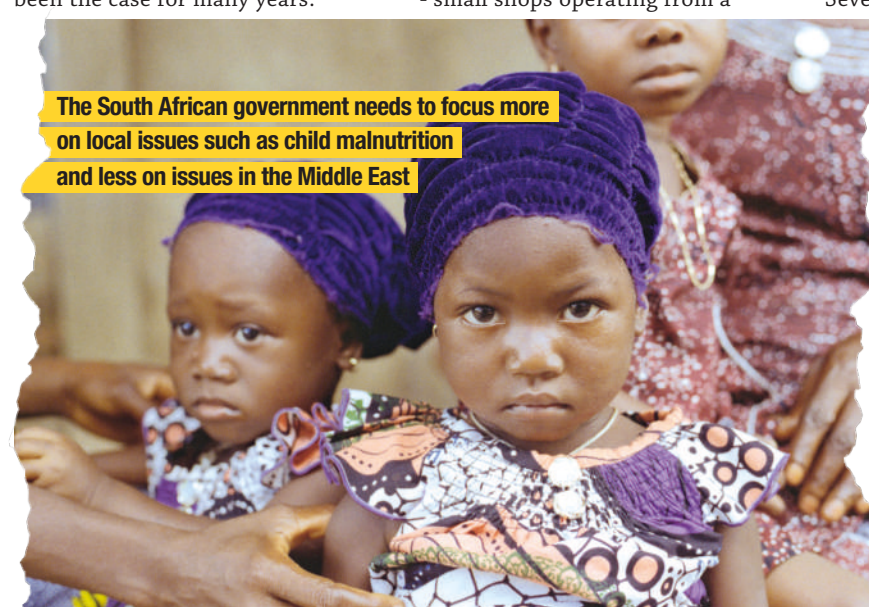 been the case for many years.
- small shops operating from a
Seve
The South African government needs to focus more
on local issues such as child malnutrition
and less on issues in the Middle East